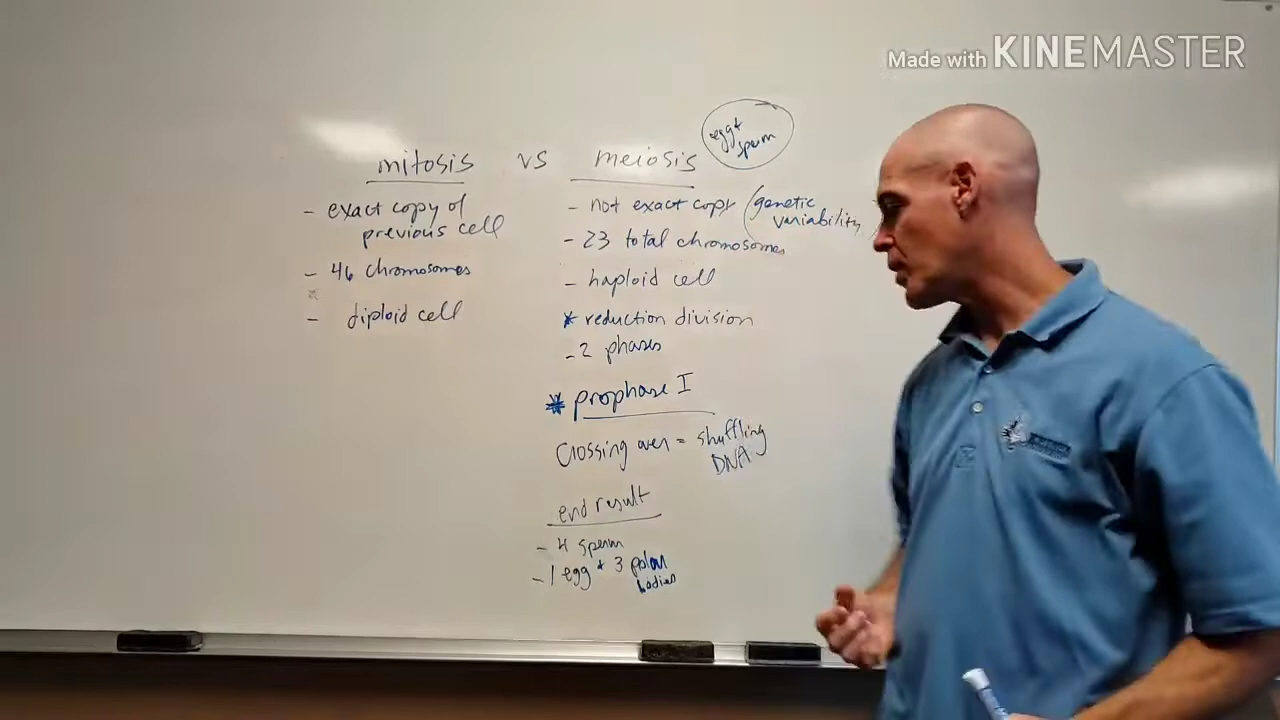 Made with KINEMASTER
mitosis vs meiosis
egg +
sperm
- exact copy of
previous cell
- 46 chromosomes
- diploid cell
- not exact copy (genetic
variability
- 23 total chromosomes
- haploid cell
* reduction division
- 2 phases
* prophase I
Crossing over = shuffling
DNA
end result
- 4 sperm
- 1 egg + 3 polar
bodies